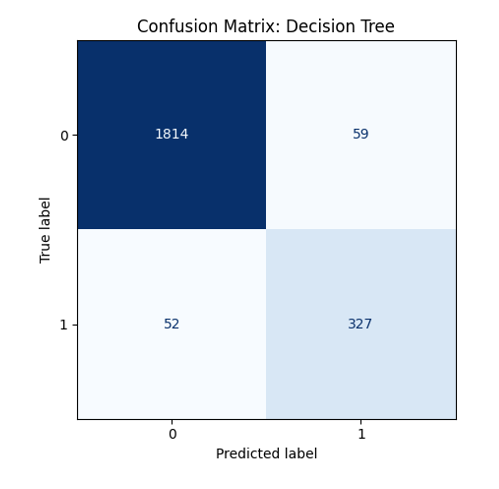 Confusion Matrix: Decision Tree
True label
0
1814
59
1
52
327
0
1
Predicted label